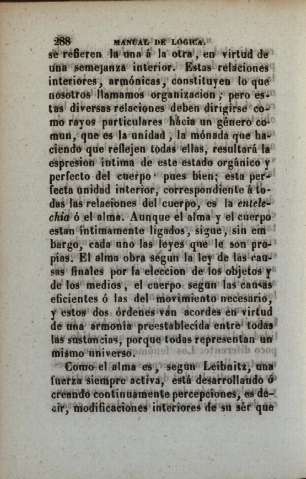 288 MANUAL DE LOGICA.
se refieren la una á la otra, en virtud de
una semejanza interior. Estas relaciones
interiores, armónicas, constituyen lo que
nosotros llamamos organizacion; pero es-
tas diversas relaciones deben dirigirse co-
mo rayos particulares hácia un género co-
mun, que es la unidad, la mónada que ha-
ciendo que reflejen todas ellas, resultará la
espresion íntima de este estado orgánico y
perfecto del cuerpo· pues bien; esta per-
fecta unidad interior, correspondiente á to-
das las relaciones del cuerpo, es la entele-
chia ó el alma. Aunque el alma y el cuerpo
estan íntimamente ligados, sigue, sin em
bargo, cada uno las leyes que le son pro-
pias. El alma obra segun la ley de las cau-
sas finales por la eleccion de los objetos y
de los medios, el cuerpo segun las causas
eficientes ó las del movimiento necesario,
y estos dos órdenes ván acordes en virtud
de una armonía preestablecida entre todas
las sustancias, porque todas representan un
mismo universo.
Como el alma es, segun Leibnitz, una
fuerza siempre activa, está desarrollando ó
creando continuamente percepciones, es de-
cir, modificaciones interiores de su sér que